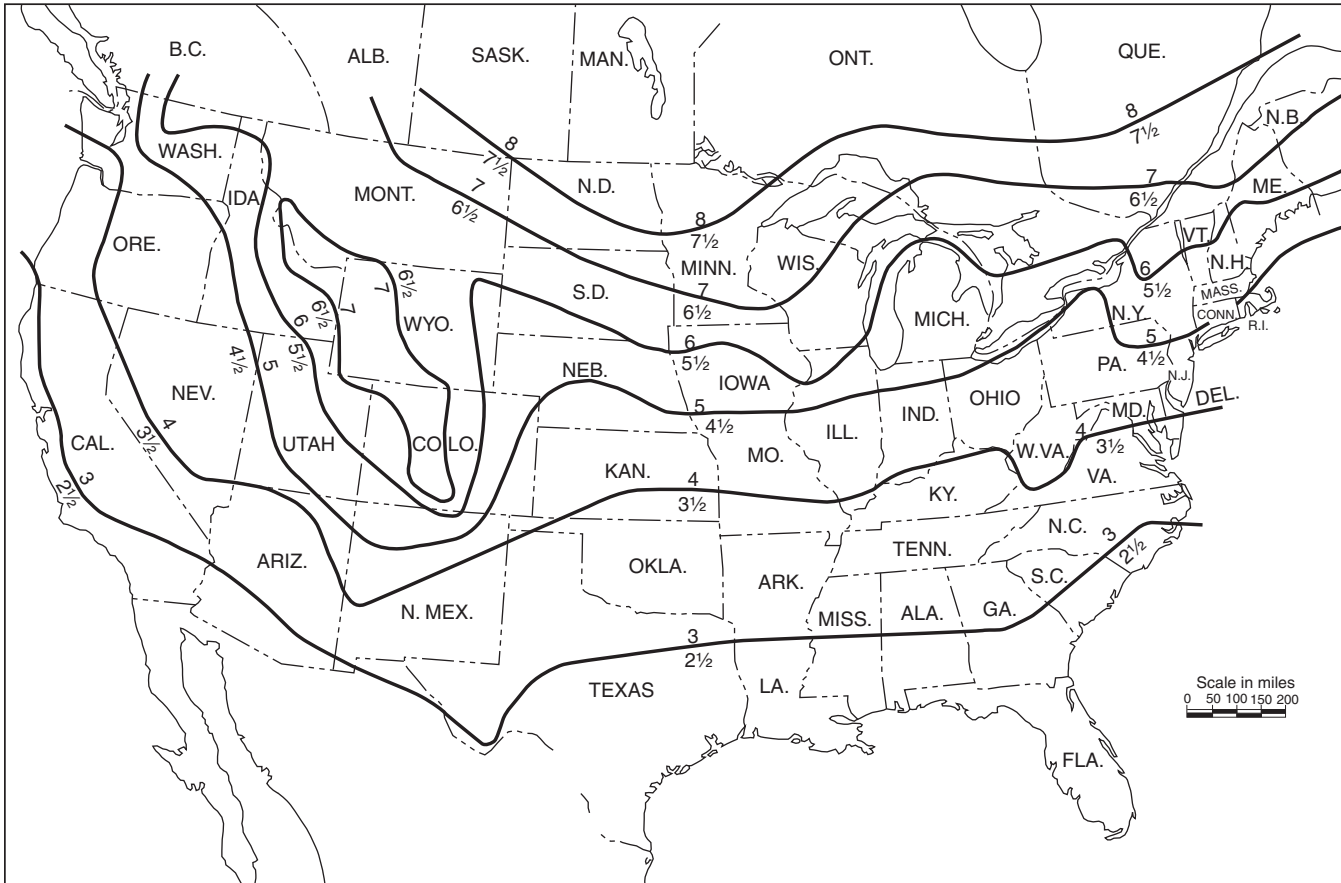 B.C.
ALB.
SASK.
MAN.
ONT.
QUE.
8
7½
N.B.
WASH.
8
7½
7
6½
ME.
IDA
MONT.
7
6½
N.D.
8
7½
VT.
N.H
ORE.
MINN.
WIS.
6
5½
MASS.
6½
7
S.D.
7
6½
CONN.
R.I.
6½
7
6
5½
WYO.
MICH.
N.Y.
5
4½
4½
5
6
5½
IOWA
NEB.
PA.
N.J.
NEV.
5
4½
OHIO
DEL.
IND.
MD.
CAL.
4
3½
UTAH
COLO.
ILL.
MO.
W.VA.
4
3½
KAN.
VA.
3
2½
4
3½
KY.
N.C.
3
2½
TENN.
ARIZ.
OKLA.
ARK.
S.C.
N. MEX.
MISS.
ALA.
GA.
3
2½
TEXAS
LA.
Scale in miles
0 50 100 150 200
FLA.